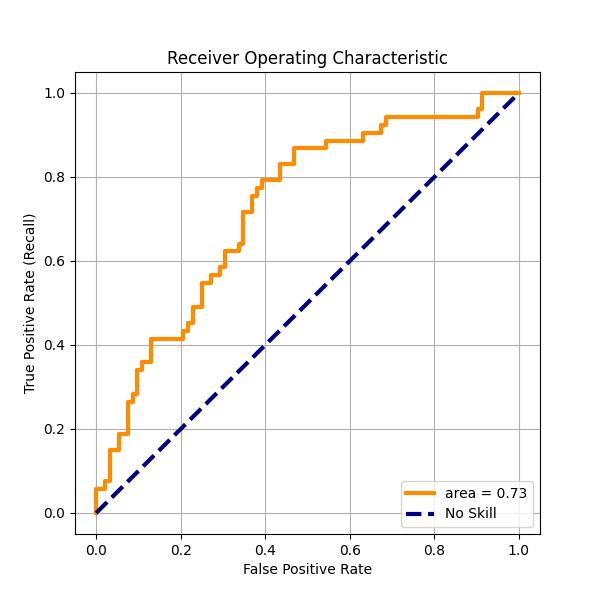 Receiver Operating Characteristic
True Positive Rate (Recall)
1.0
0.8
0.6
0.4
0.2
0.0
0.0 0.2 0.4 0.6 0.8 1.0
False Positive Rate
area = 0.73
No Skill